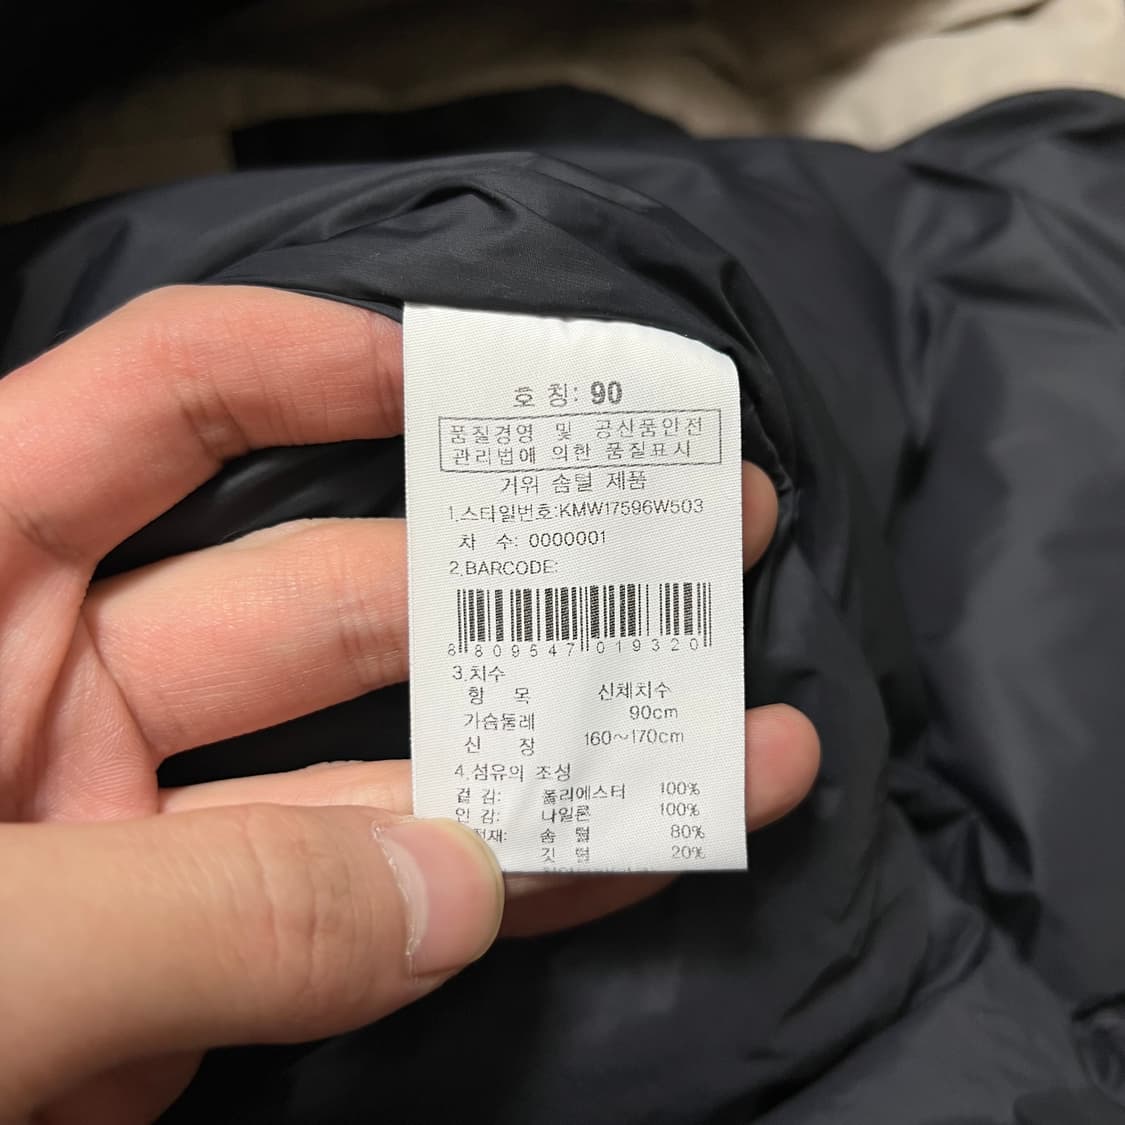 호 칭: 90
품질경영 및 공산품안전
관리법에 의한 품질표시
거위 솜털 제품
1.스타일번호:KMW17596W503
차 수: 0000001
2.BARCODE:
8 809547 019320
3.치수
항 목 신체치수
가슴둘레 90cm
신 장 160~170cm
4.섬유의 조성
겉 감: 폴리에스터 100%
안 감: 나일론 100%
솜 털 80%
깃 털 20%